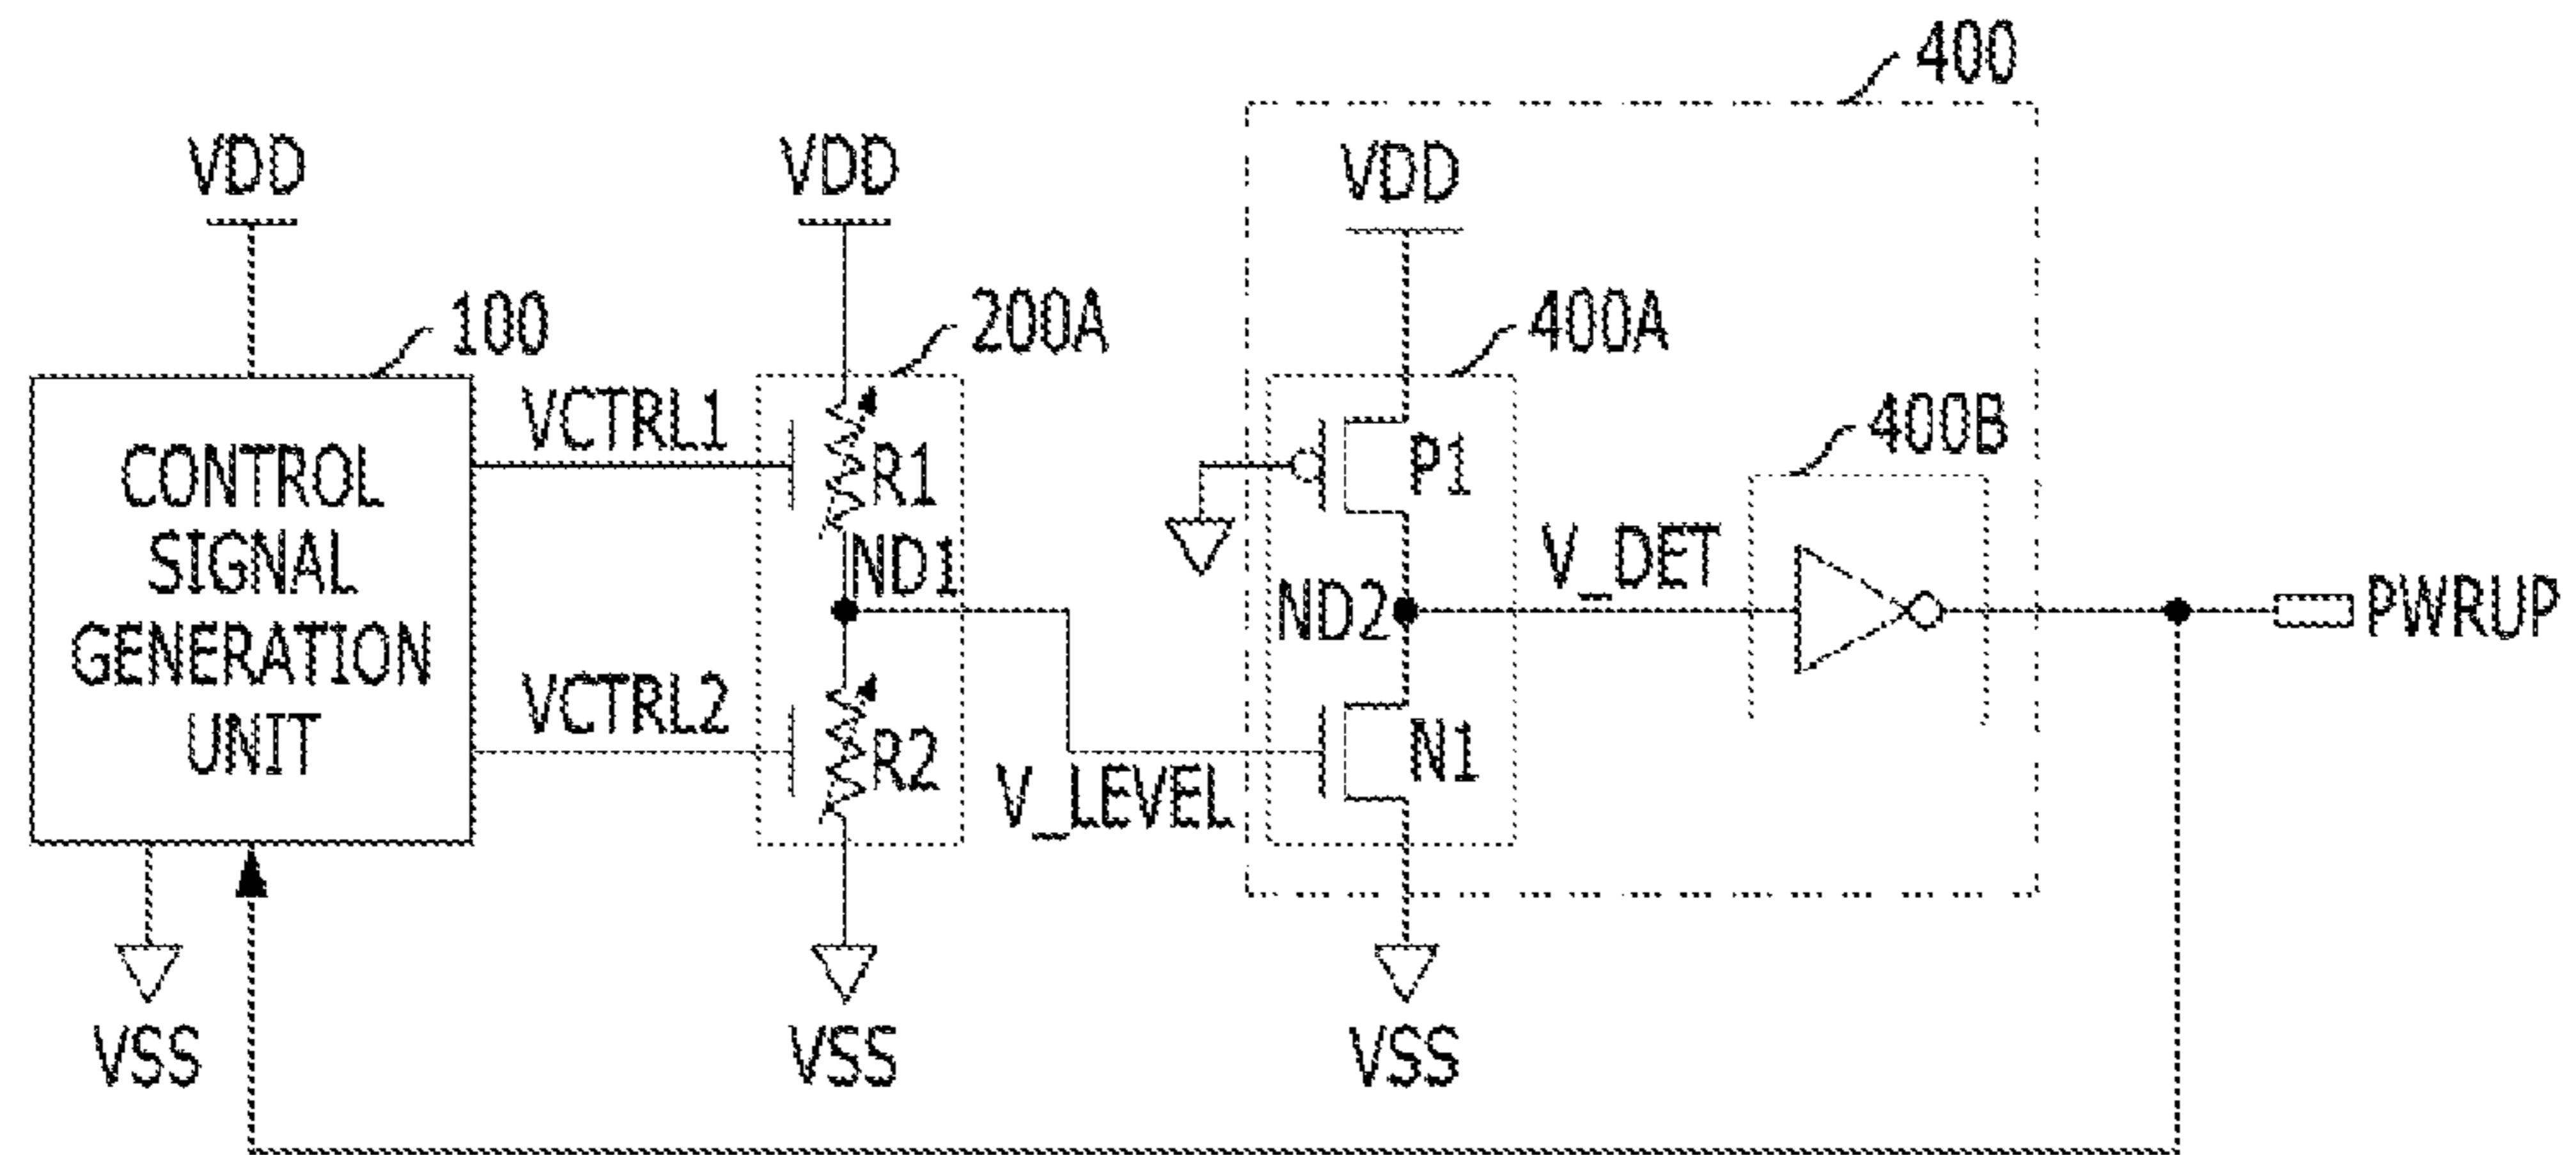 400
VDD
VDD
VDD
100
200A
400A
VCTRL1
400B
CONTROL
SIGNAL
GENERATION
UNIT
R1
P1
ND1
V_DET
ND2
PWRUP
VCTRL2
R2
N1
V_LEVEL
VSS
VSS
VSS